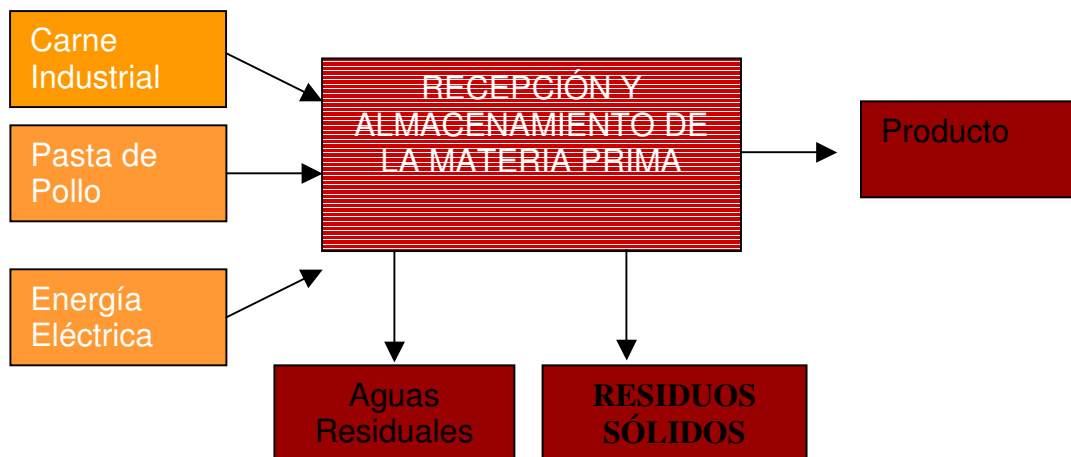 Carne
Industrial
RECEPCIÓN Y
ALMACENAMIENTO DE
LA MATERIA PRIMA
Producto
Pasta de
Pollo
Energía
Eléctrica
Aguas
Residuales
RESIDUOS
SÓLIDOS